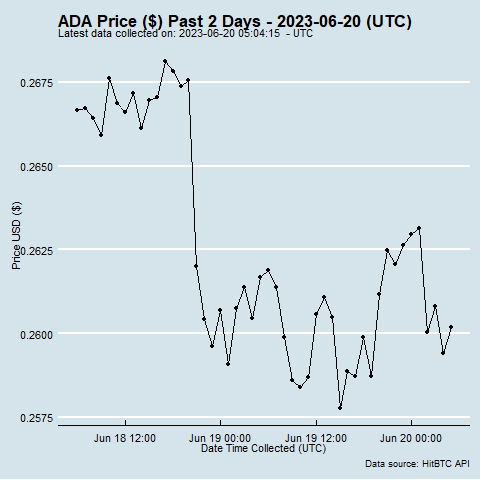 ADA Price ($) Past 2 Days - 2023-06-20 (UTC)
Latest data collected on: 2023-06-20 05:04:15 - UTC
0.2675
0.2650
0.2625
0.2600
0.2575
Price USD ($)
Jun 18 12:00
Jun 19 00:00
Jun 19 12:00
Jun 20 00:00
Date Time Collected (UTC)
Data source: HitBTC API